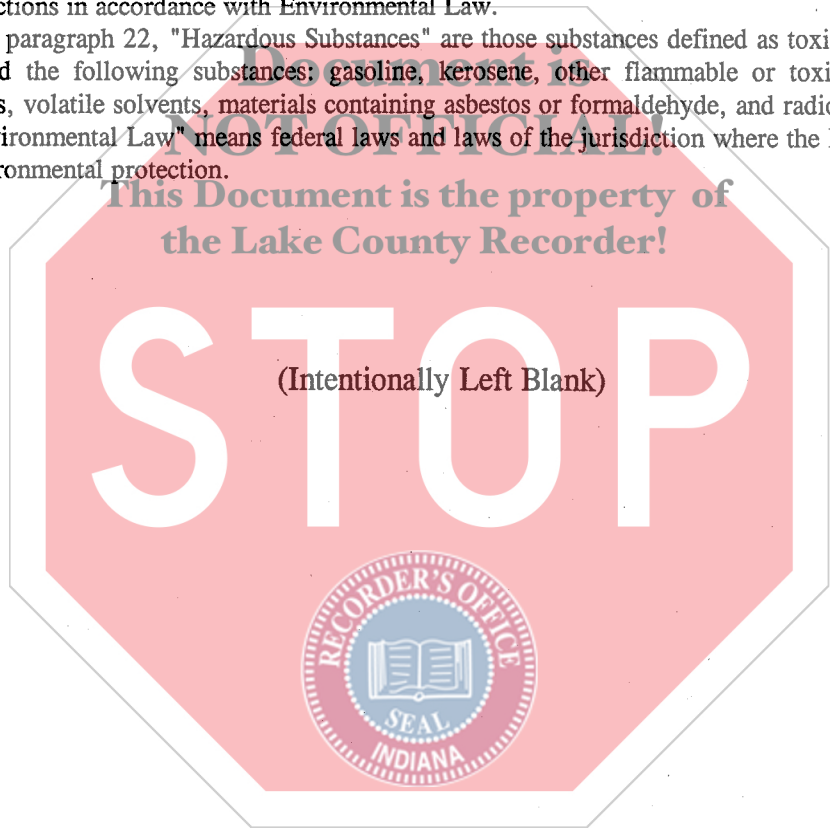 ctions in accordance with Environmental Law.
paragraph 22, "Hazardous Substances" are those substances defined as toxi
d the following substances: gasoline, kerosene, other flammable or toxi
s, volatile solvents, materials containing asbestos or formaldehyde, and radio
ironmental Law" means federal laws and laws of the jurisdiction where the
ronmental protection.
Document is
NOT OFFICIAL!
This Document is the property of
the Lake County Recorder!
STOP
(Intentionally Left Blank)
RECORDER'S OFFICE
SEAL
INDIANA